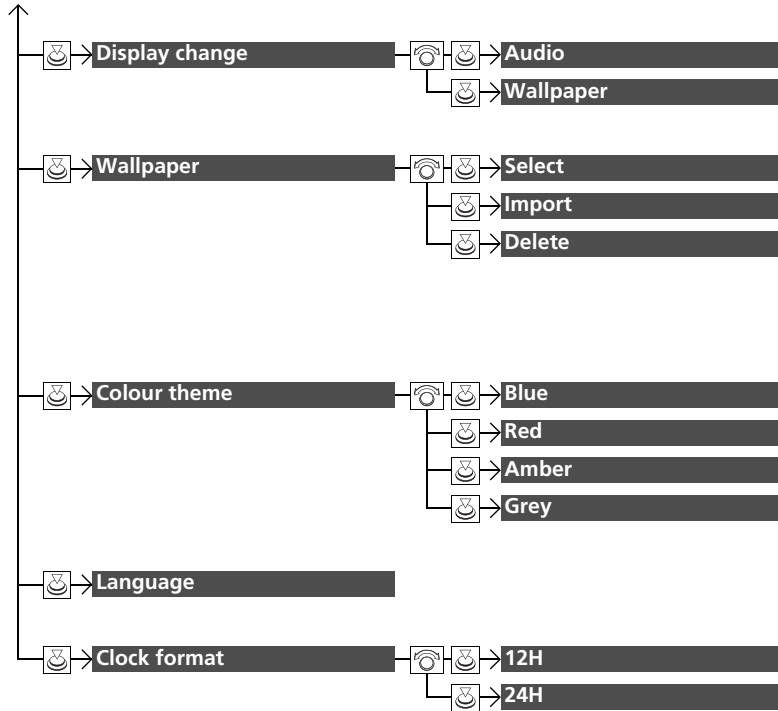 Display change
Audio
Wallpaper
Wallpaper
Select
Import
Delete
Colour theme
Blue
Red
Amber
Grey
Language
Clock format
12H
24H